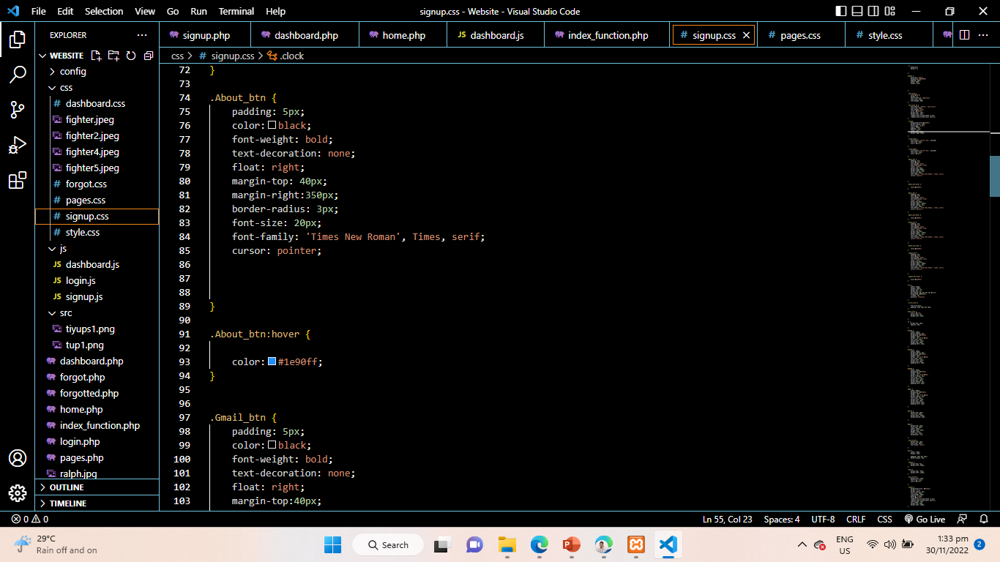 File Edit Selection View Go Run Terminal Help
signup.css - Website - Visual Studio Code
EXPLORER
signup.php dashboard.php home.php JS dashboard.js index_function.php # signup.css # pages.css # style.css
WEBSITE
css > # signup.css > .clock
config
css
# dashboard.css
fighter.jpeg
fighter2.jpeg
fighter4.jpeg
fighter5.jpeg
# forgot.css
# pages.css
# signup.css
# style.css
js
JS dashboard.js
JS login.js
JS signup.js
src
tiyups1.png
tup1.png
dashboard.php
forgot.php
forgotted.php
home.php
index_function.php
login.php
pages.php
ralph.jpg
OUTLINE
TIMELINE
72 }
73
74 .About_btn {
75 padding: 5px;
76 color: black;
77 font-weight: bold;
78 text-decoration: none;
79 float: right;
80 margin-top: 40px;
81 margin-right:350px;
82 border-radius: 3px;
83 font-size: 20px;
84 font-family: 'Times New Roman', Times, serif;
85 cursor: pointer;
86
87
88
89 }
90
91 .About_btn:hover {
92
93 color: #1e90ff;
94 }
95
96
97 .Gmail_btn {
98 padding: 5px;
99 color: black;
100 font-weight: bold;
101 text-decoration: none;
102 float: right;
103 margin-top:40px;
0 0
Ln 55, Col 23 Spaces: 4 UTF-8 CRLF CSS Go Live
29°C
Rain off and on
Search
ENG
US
1:33 pm
30/11/2022
2